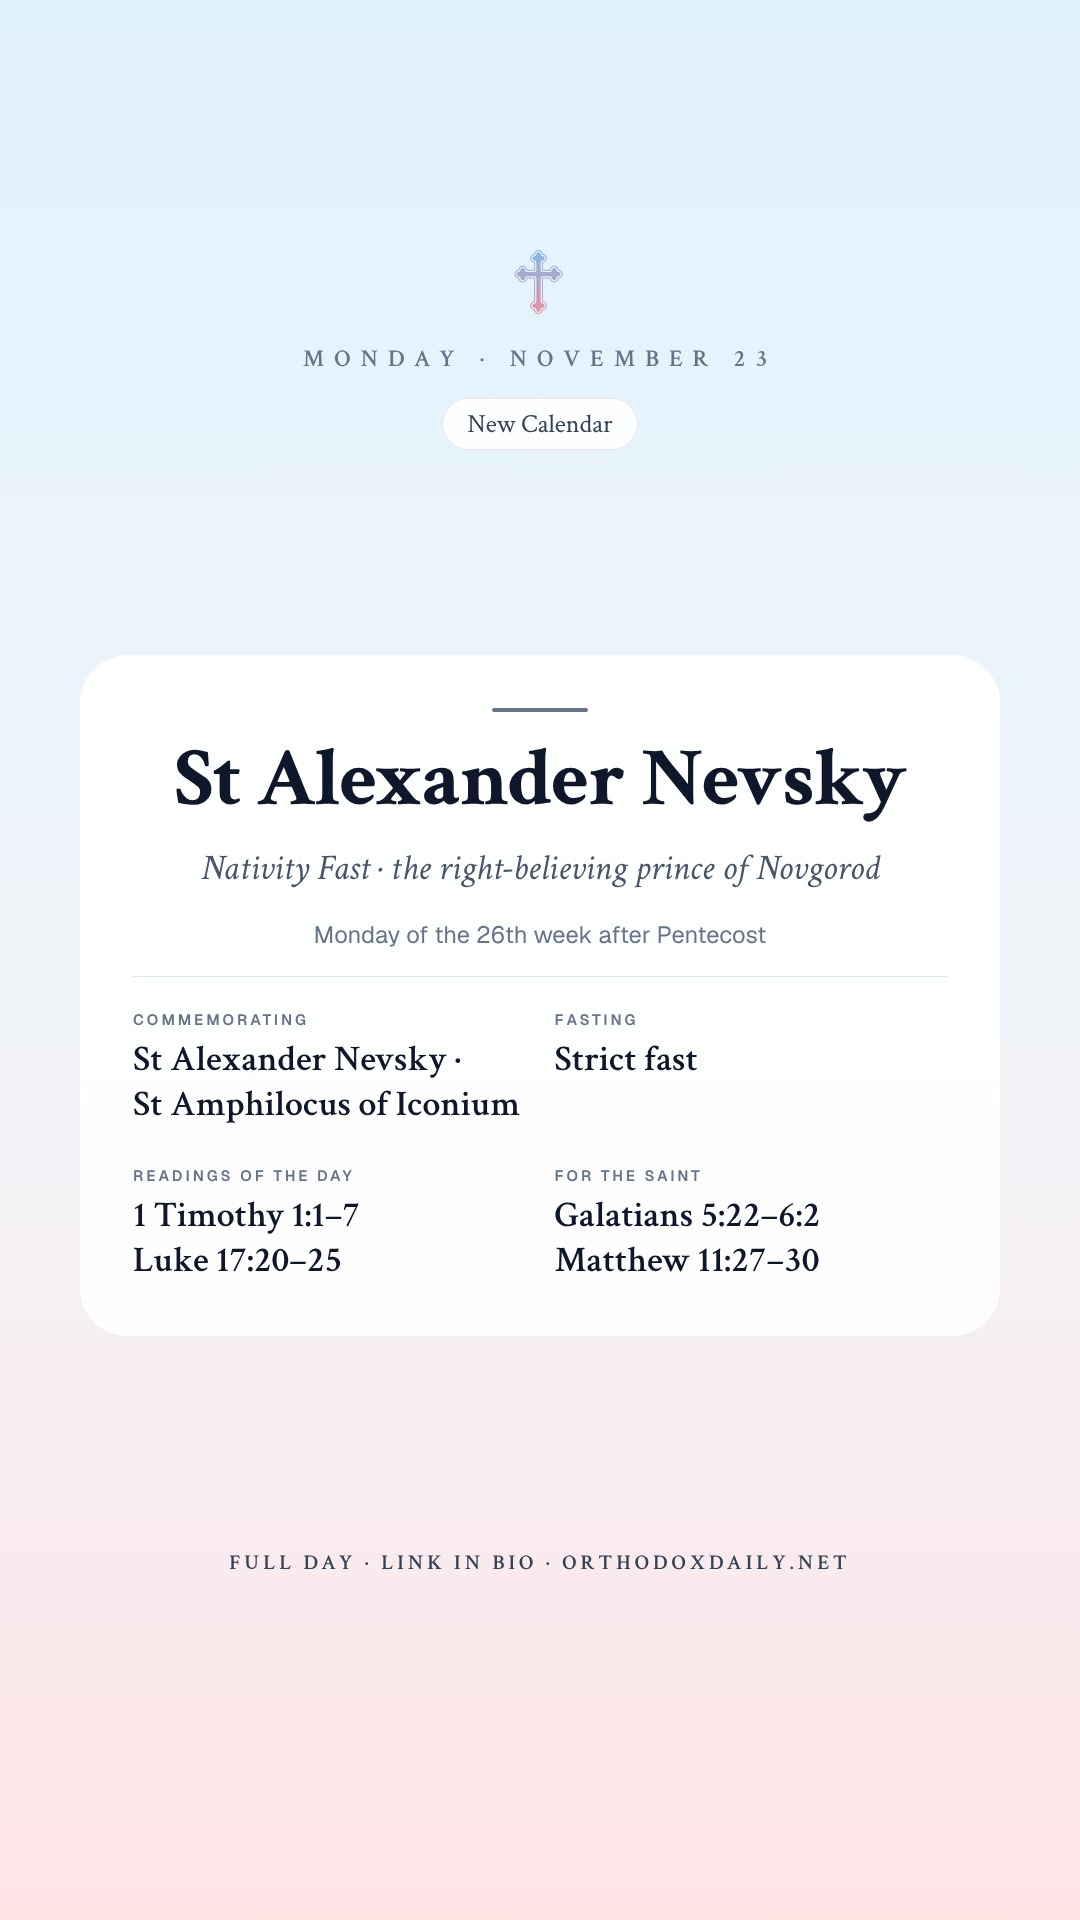 MONDAY · NOVEMBER 23
New Calendar
St Alexander Nevsky
Nativity Fast · the right-believing prince of Novgorod
Monday of the 26th week after Pentecost
COMMEMORATING
St Alexander Nevsky ·
St Amphilocus of Iconium
FASTING
Strict fast
READINGS OF THE DAY
1 Timothy 1:1–7
Luke 17:20–25
FOR THE SAINT
Galatians 5:22–6:2
Matthew 11:27–30
FULL DAY · LINK IN BIO · ORTHODOXDAILY.NET